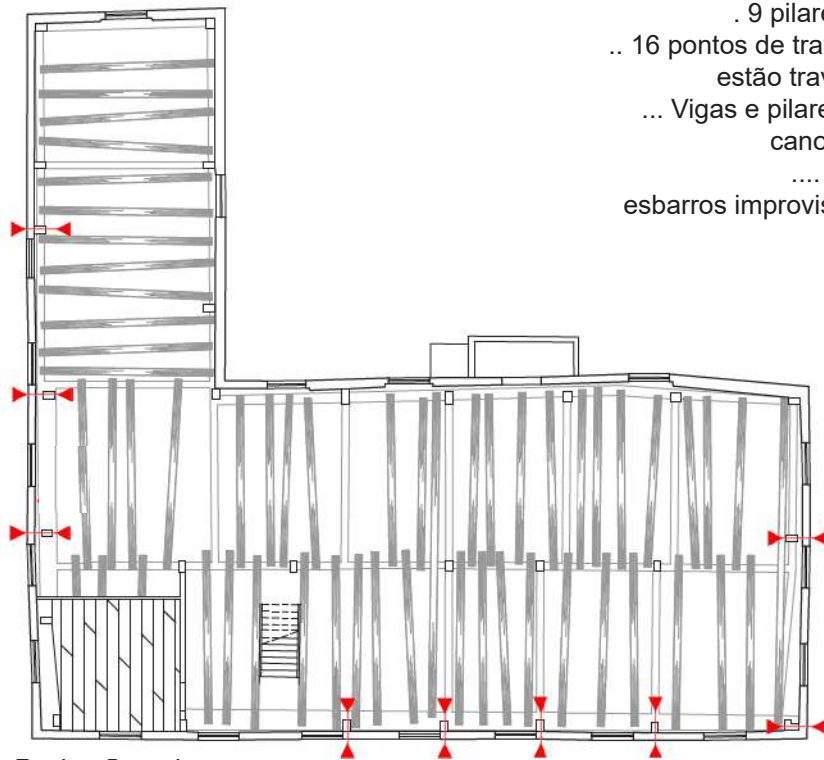 . 9 pilare
.. 16 pontos de tra
estão trav
... Vigas e pilare
cano
....
esbarros improvis